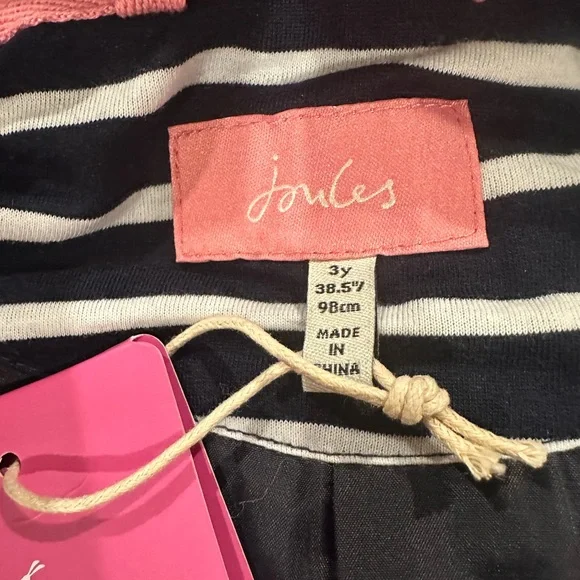 Joules
3y
38.5"/
98cm
MADE
IN
CHINA